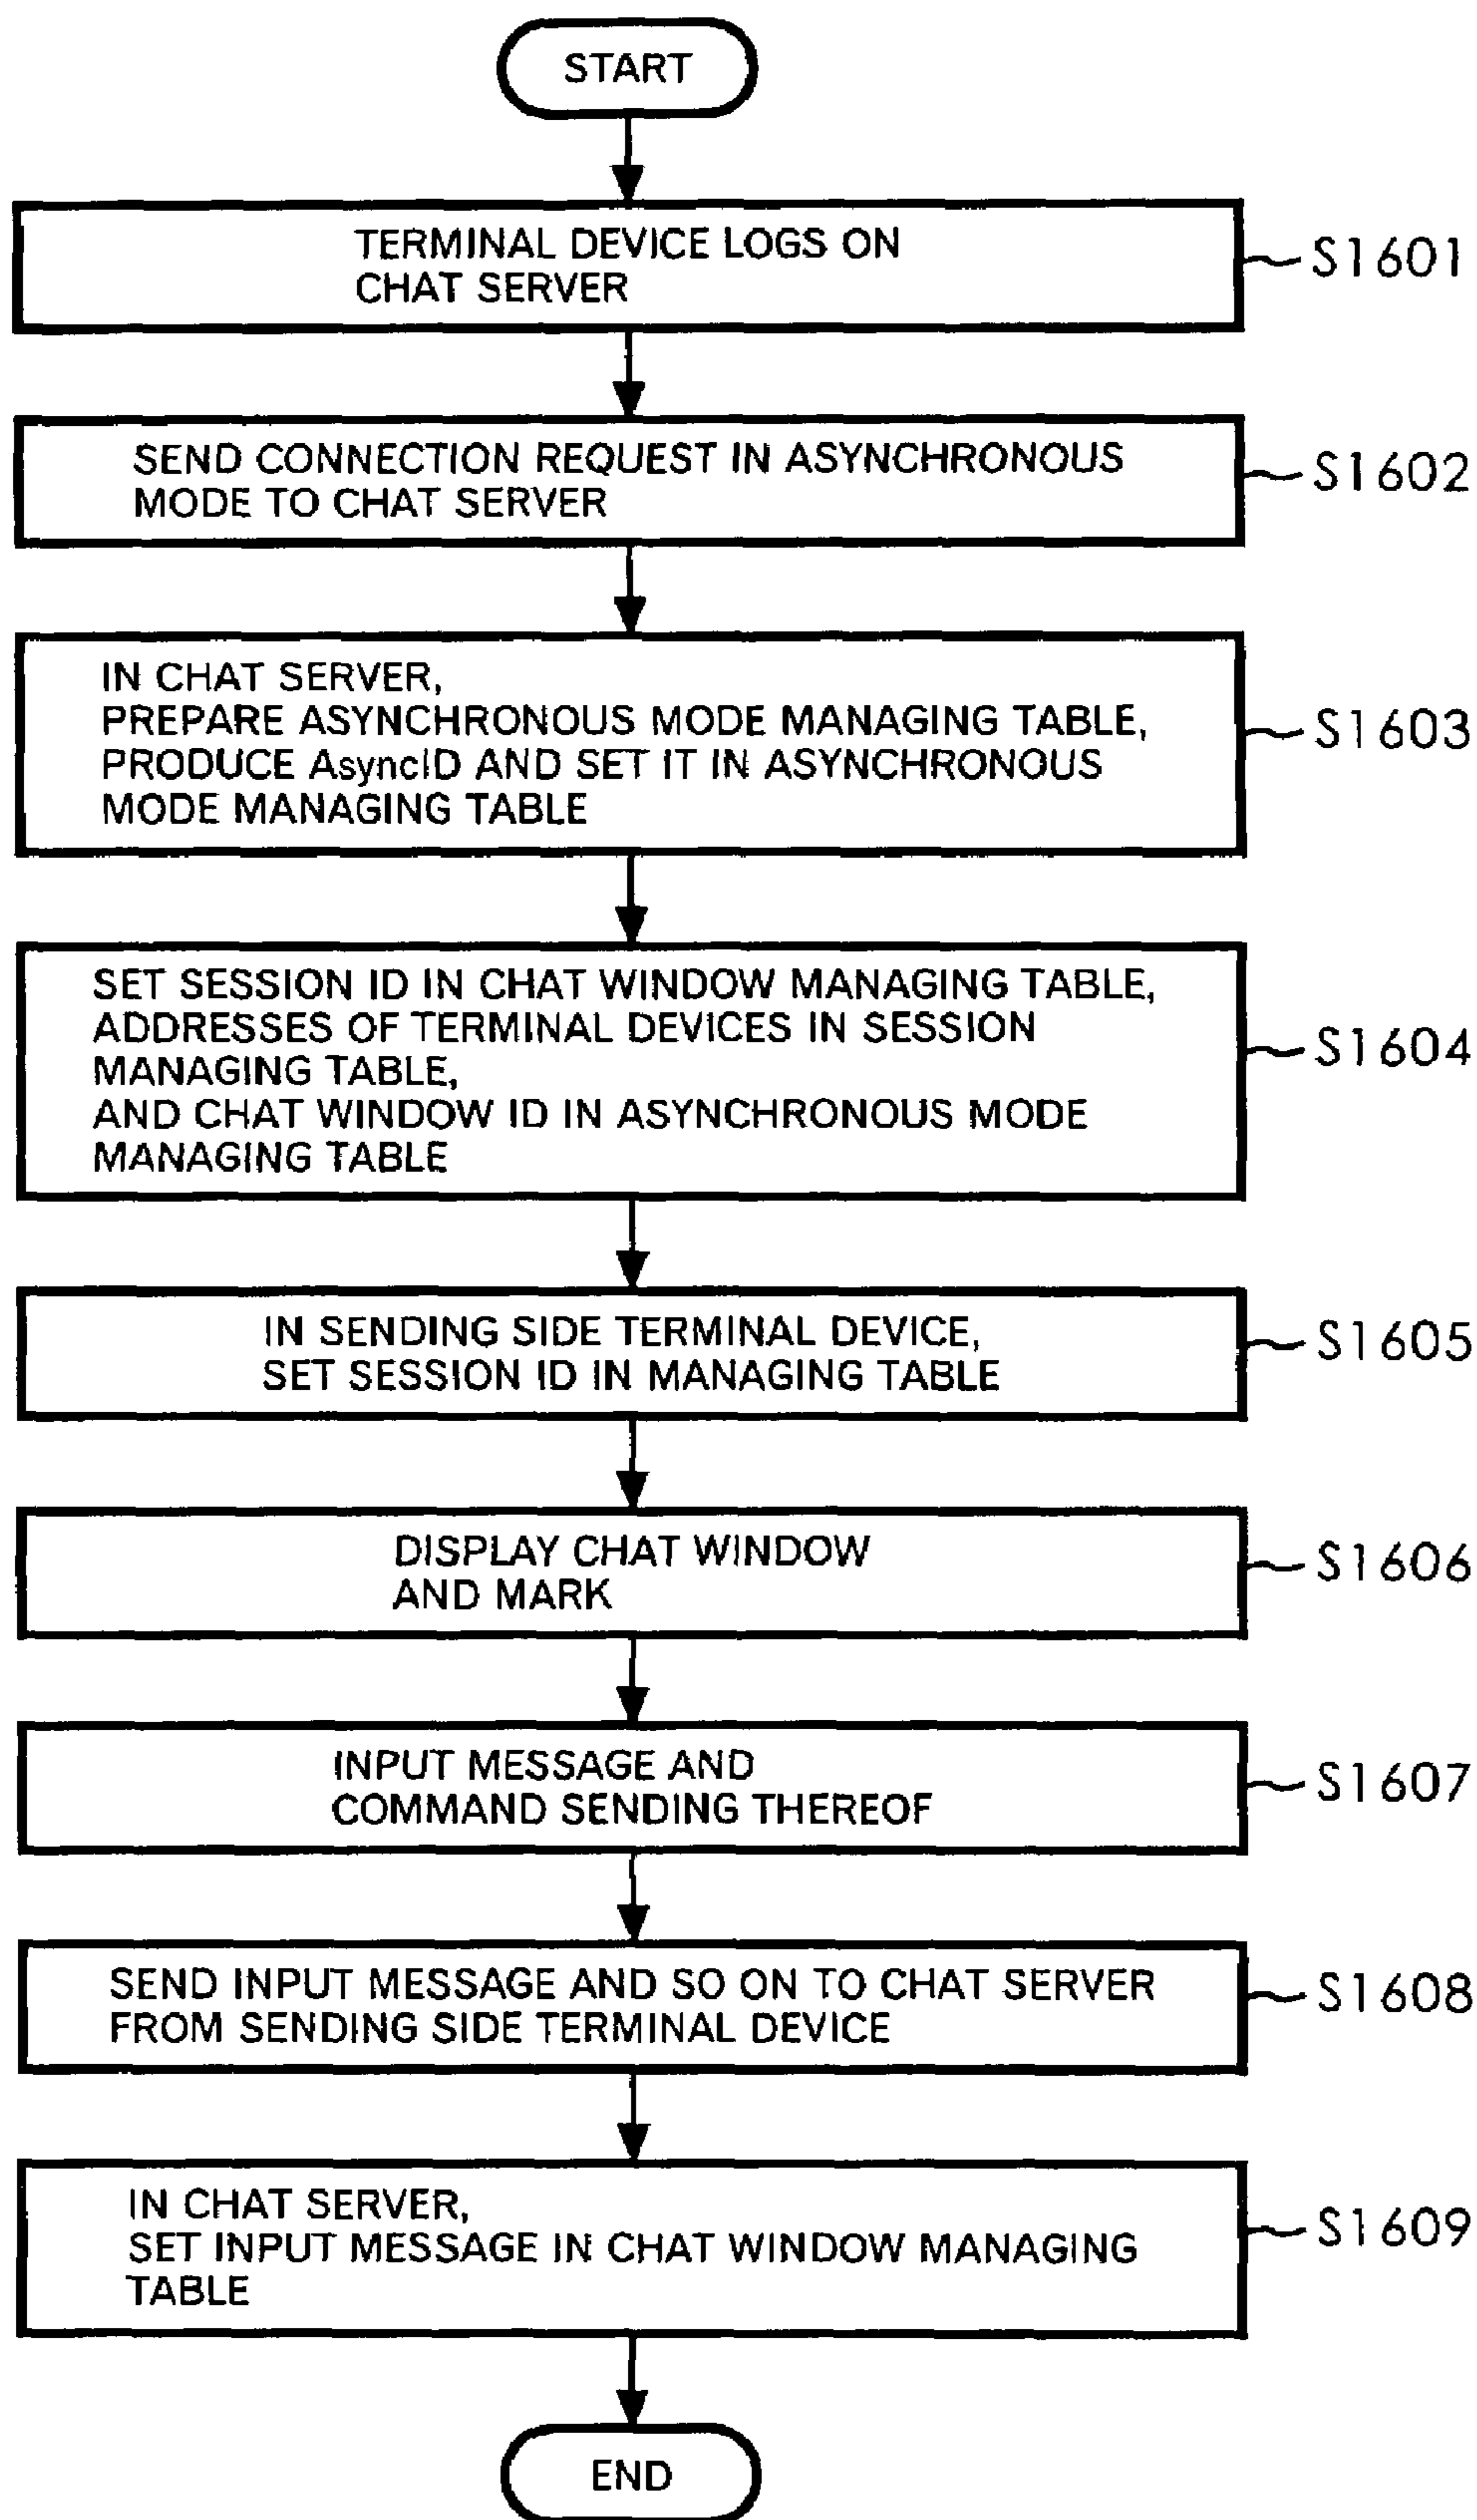 START
TERMINAL DEVICE LOGS ON
CHAT SERVER
S1601
SEND CONNECTION REQUEST IN ASYNCHRONOUS
MODE TO CHAT SERVER
S1602
IN CHAT SERVER,
PREPARE ASYNCHRONOUS MODE MANAGING TABLE,
PRODUCE AsyncID AND SET IT IN ASYNCHRONOUS
MODE MANAGING TABLE
S1603
SET SESSION ID IN CHAT WINDOW MANAGING TABLE,
ADDRESSES OF TERMINAL DEVICES IN SESSION
MANAGING TABLE,
AND CHAT WINDOW ID IN ASYNCHRONOUS MODE
MANAGING TABLE
S1604
IN SENDING SIDE TERMINAL DEVICE,
SET SESSION ID IN MANAGING TABLE
S1605
DISPLAY CHAT WINDOW
AND MARK
S1606
INPUT MESSAGE AND
COMMAND SENDING THEREOF
S1607
SEND INPUT MESSAGE AND SO ON TO CHAT SERVER
FROM SENDING SIDE TERMINAL DEVICE
S1608
IN CHAT SERVER,
SET INPUT MESSAGE IN CHAT WINDOW MANAGING
TABLE
S1609
END